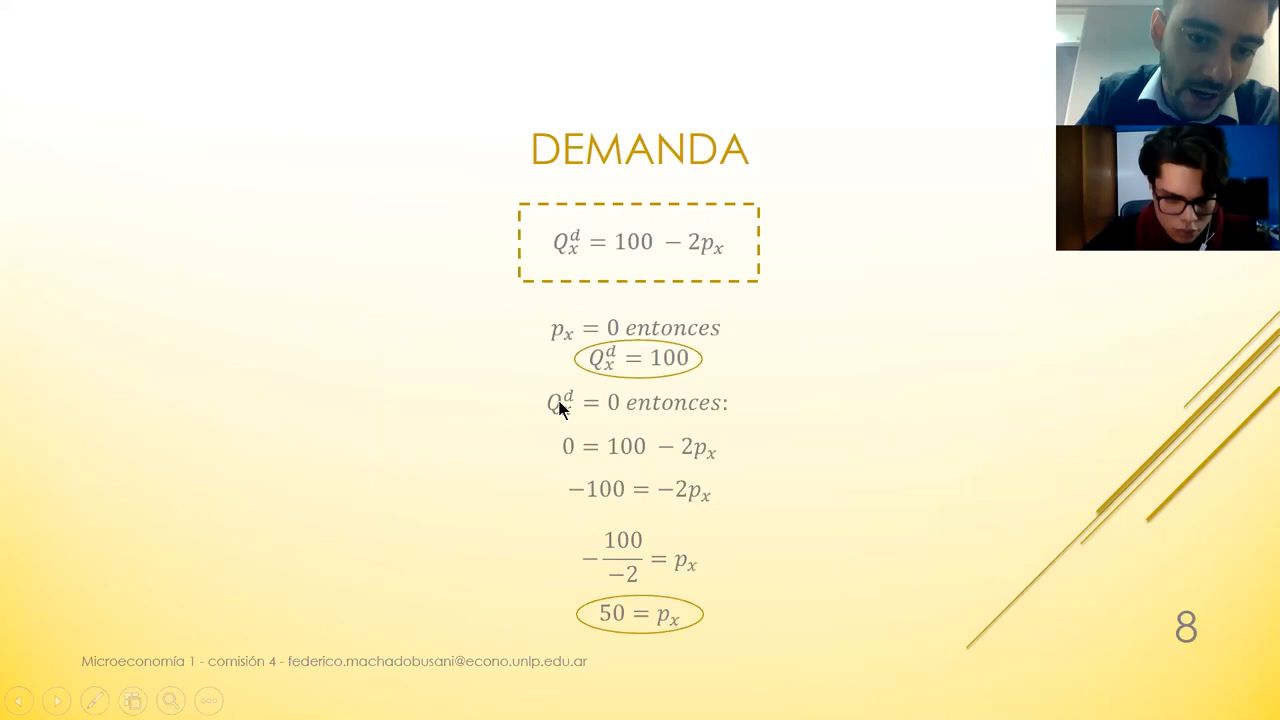 DEMANDA
Q_x^d = 100 − 2p_x
p_x = 0 entonces
Q_x^d = 100
Q_x^d = 0 entonces:
0 = 100 − 2p_x
−100 = −2p_x
−\frac{100}{−2} = p_x
50 = p_x
8
Microeconomía 1 - comisión 4 - federico.machadobusani@econo.unlp.edu.ar